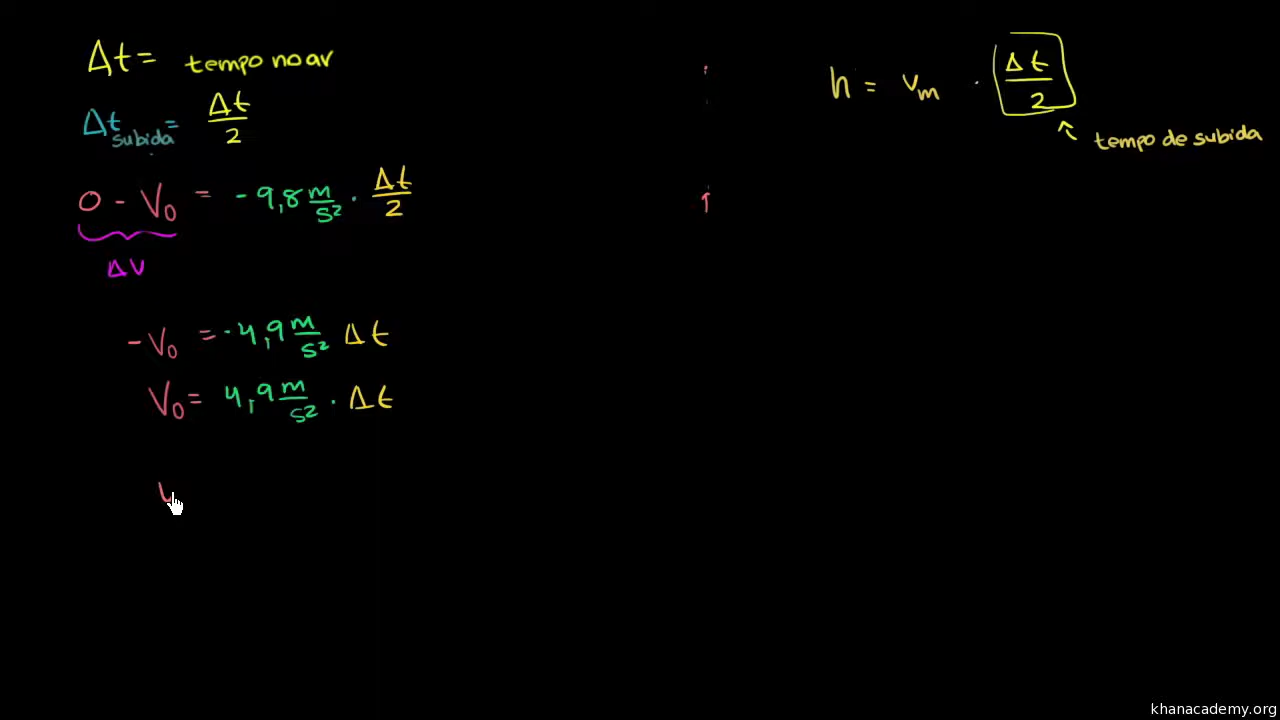 Δt = tempo no ar
Δt subida = Δt/2
0 - V₀ = -9,8 m/s² · Δt/2
ΔV
-V₀ = -4,9 m/s² Δt
V₀ = 4,9 m/s² · Δt
h = Vₘ · Δt/2
tempo de subida
khanacademy.org